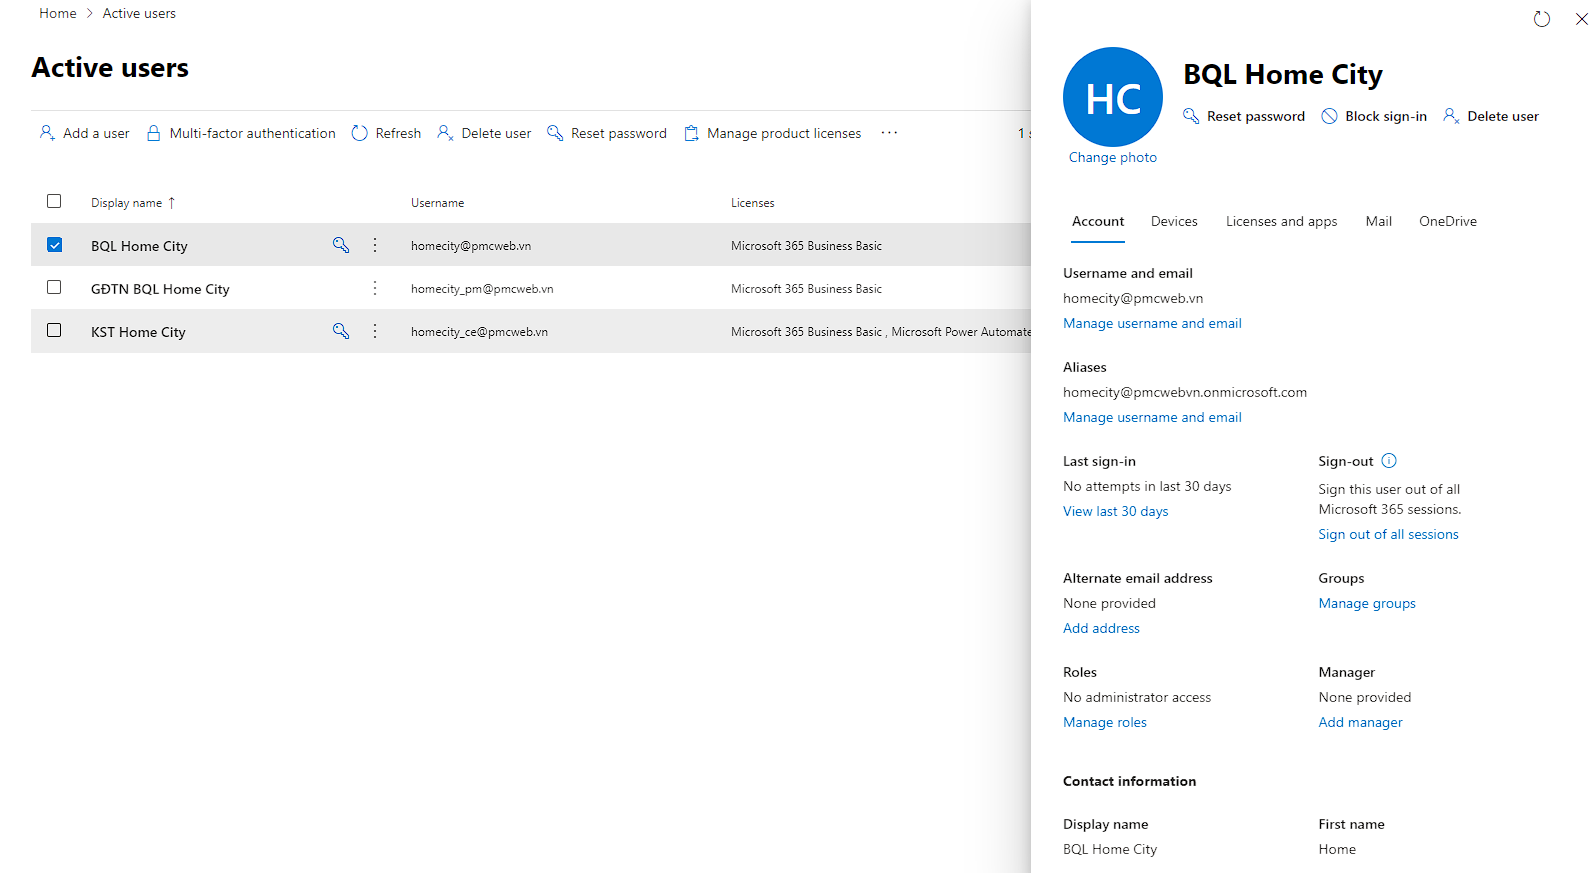 Home > Active users
Active users
Add a user Multi-factor authentication Refresh Delete user Reset password Manage product licenses ··· 1
Display name ↑ Username Licenses
BQL Home City homecity@pmcweb.vn Microsoft 365 Business Basic
GĐTN BQL Home City homecity_pm@pmcweb.vn Microsoft 365 Business Basic
KST Home City homecity_ce@pmcweb.vn Microsoft 365 Business Basic , Microsoft Power Automate
HC
Change photo
BQL Home City
Reset password Block sign-in Delete user
Account Devices Licenses and apps Mail OneDrive
Username and email
homecity@pmcweb.vn
Manage username and email
Aliases
homecity@pmcwebvn.onmicrosoft.com
Manage username and email
Last sign-in
No attempts in last 30 days
View last 30 days
Sign-out
Sign this user out of all
Microsoft 365 sessions.
Sign out of all sessions
Alternate email address
None provided
Add address
Groups
Manage groups
Roles
No administrator access
Manage roles
Manager
None provided
Add manager
Contact information
Display name
BQL Home City
First name
Home